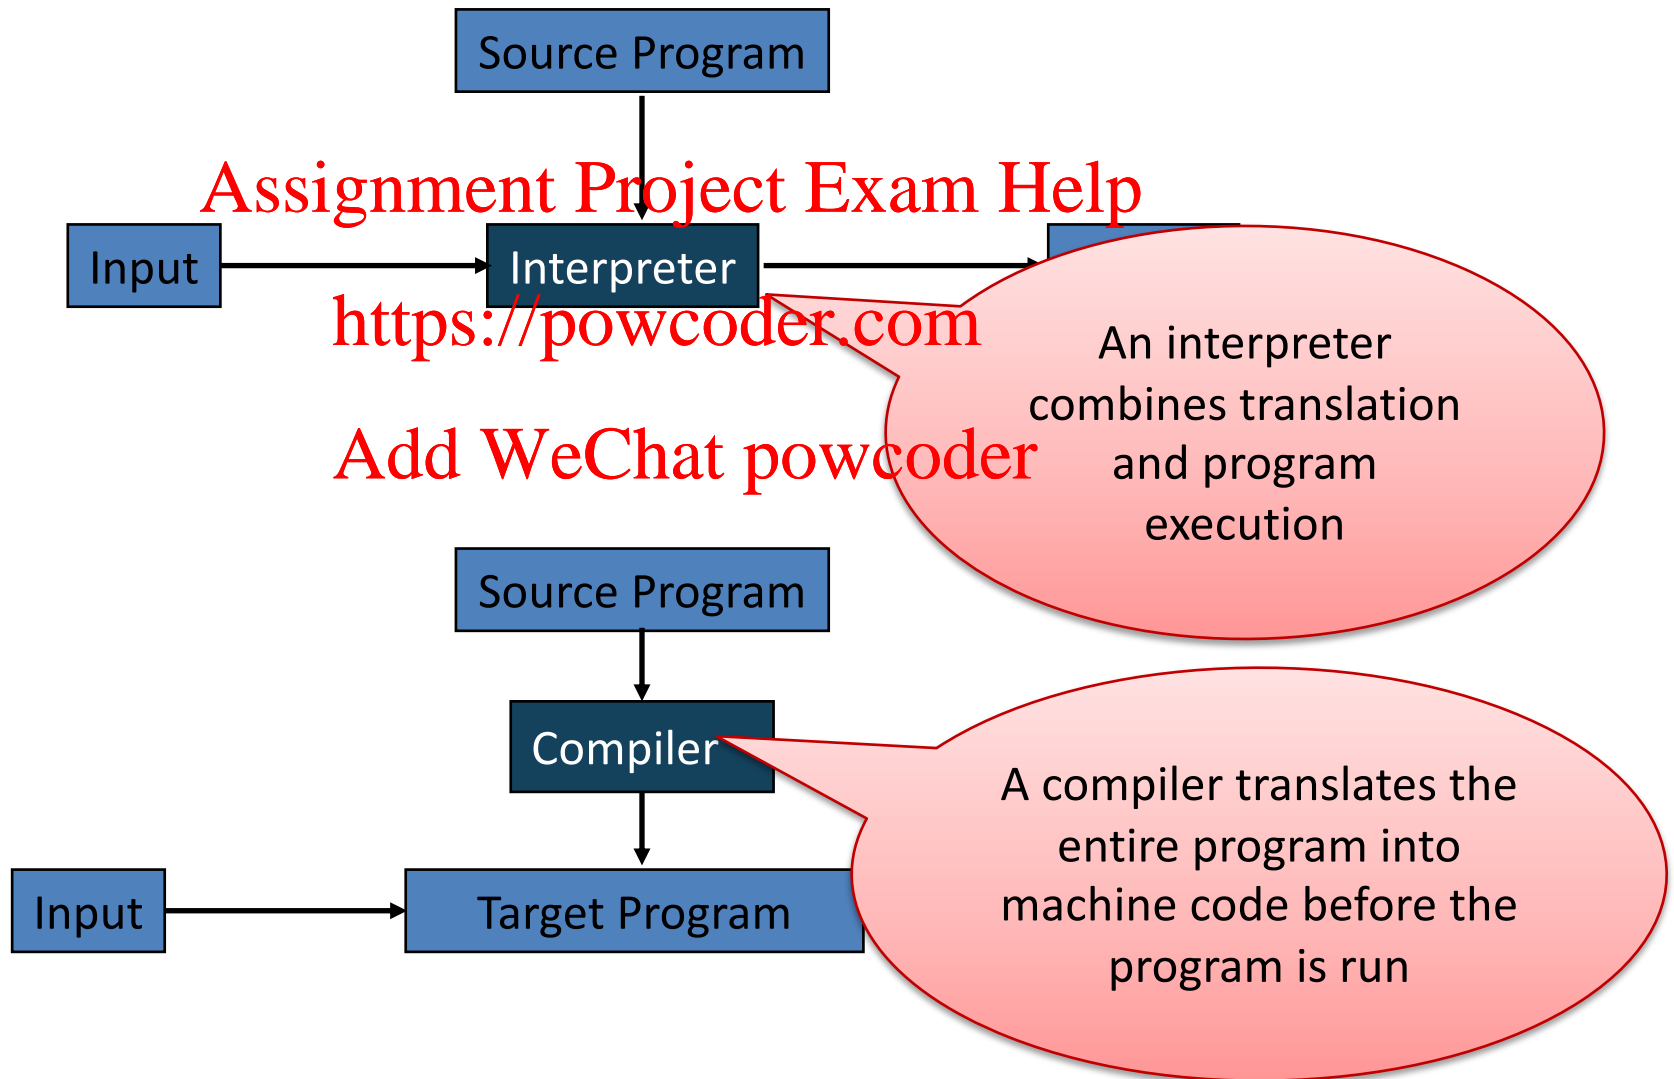 Source Program
Assignment Project Exam Help
Input
Interpreter
https://powcoder.com
An interpreter
combines translation
and program
execution
Add WeChat powcoder
Source Program
Compiler
A compiler translates the
entire program into
machine code before the
program is run
Input
Target Program